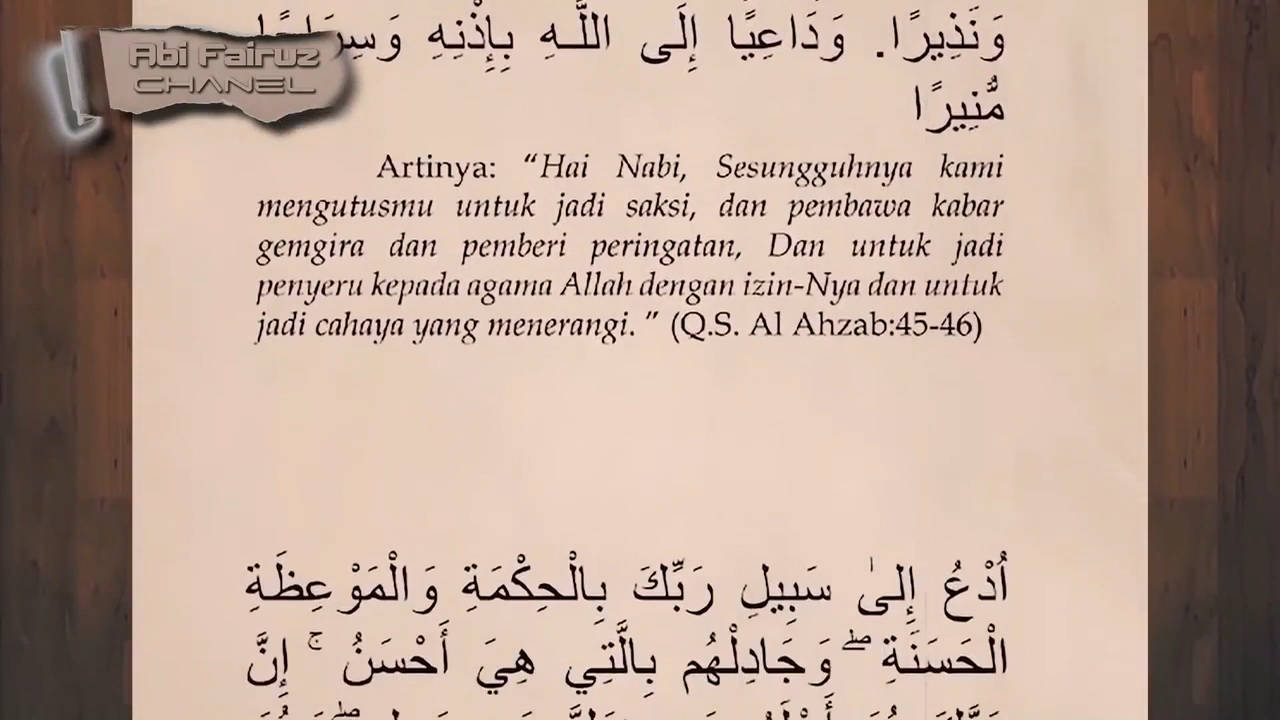 Abi Fairuz
CHANEL
وَنَذِيرًا. وَدَاعِيًا إِلَى اللَّهِ بِإِذْنِهِ
مُّنِيرًا
Artinya: “Hai Nabi, Sesungguhnya kami
mengutusmu untuk jadi saksi, dan pembawa kabar
gemgira dan pemberi peringatan, Dan untuk jadi
penyeru kepada agama Allah dengan izin-Nya dan untuk
jadi cahaya yang menerangi. ” (Q.S. Al Ahzab:45-46)
اُدْعُ إِلىٰ سَبِيلِ رَبِّكَ بِالْحِكْمَةِ وَالْمَوْعِظَةِ
الْحَسَنَةِ ۖ وَجَادِلْهُم بِالَّتِي هِيَ أَحْسَنُ ۚ إِنَّ